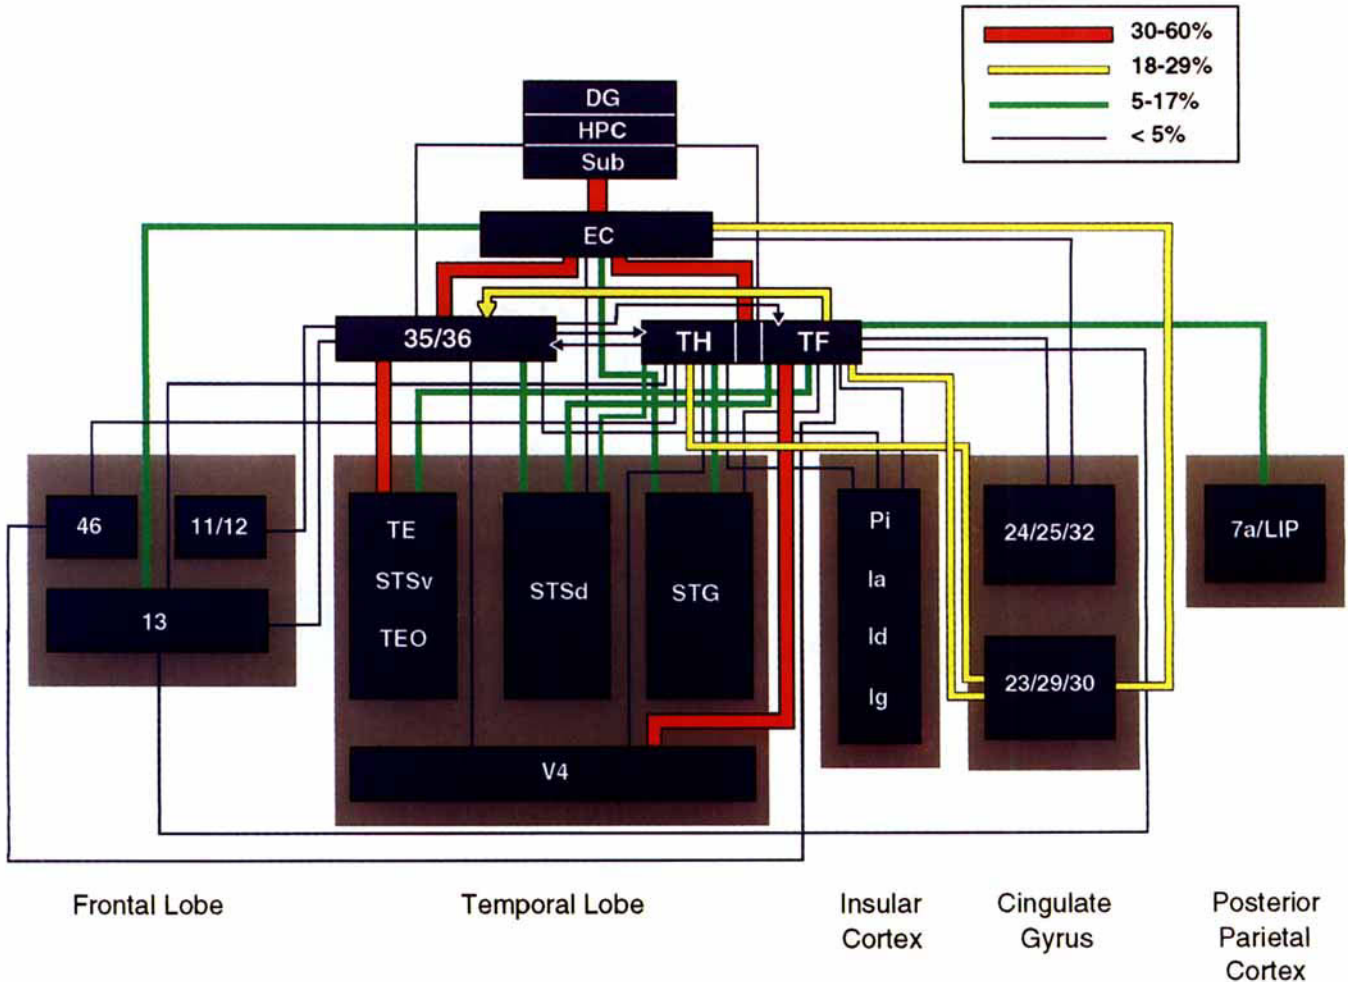 30-60%
18-29%
5-17%
< 5%
DG
HPC
Sub
EC
35/36
TH
TF
46
11/12
13
TE
STSv
TEO
STSd
STG
V4
Pi
Ia
Id
Ig
24/25/32
23/29/30
7a/LIP
Frontal Lobe
Temporal Lobe
Insular
Cortex
Cingulate
Gyrus
Posterior
Parietal
Cortex